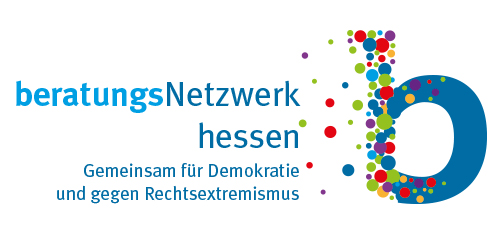 beratungsNetzwerk
hessen
Gemeinsam für Demokratie
und gegen Rechtsextremismus
b